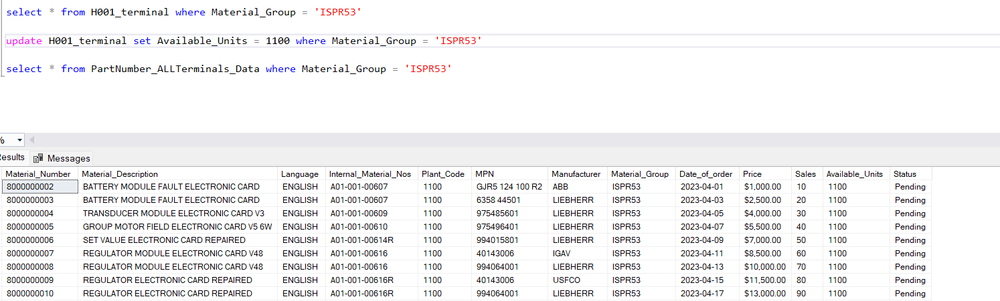 select * from H001_terminal where Material_Group = 'ISPR53'
update H001_terminal set Available_Units = 1100 where Material_Group = 'ISPR53'
select * from PartNumber_ALLTerminals_Data where Material_Group = 'ISPR53'
%
Results Messages
Material_Number Material_Description Language Internal_Material_Nos Plant_Code MPN Manufacturer Material_Group Date_of_order Price Sales Available_Units Status
8000000002 BATTERY MODULE FAULT ELECTRONIC CARD ENGLISH A01-001-00607 1100 GJR5 124 100 R2 ABB ISPR53 2023-04-01 $1,000.00 10 1100 Pending
8000000003 BATTERY MODULE FAULT ELECTRONIC CARD ENGLISH A01-001-00607 1100 6358 44501 LIEBHERR ISPR53 2023-04-03 $2,500.00 20 1100 Pending
8000000004 TRANSDUCER MODULE ELECTRONIC CARD V3 ENGLISH A01-001-00609 1100 975485601 LIEBHERR ISPR53 2023-04-05 $4,000.00 30 1100 Pending
8000000005 GROUP MOTOR FIELD ELECTRONIC CARD V5 6W ENGLISH A01-001-00610 1100 975496401 LIEBHERR ISPR53 2023-04-07 $5,500.00 40 1100 Pending
8000000006 SET VALUE ELECTRONIC CARD REPAIRED ENGLISH A01-001-00614R 1100 994015801 LIEBHERR ISPR53 2023-04-09 $7,000.00 50 1100 Pending
8000000007 REGULATOR MODULE ELECTRONIC CARD V48 ENGLISH A01-001-00616 1100 40143006 IGAV ISPR53 2023-04-11 $8,500.00 60 1100 Pending
8000000008 REGULATOR MODULE ELECTRONIC CARD V48 ENGLISH A01-001-00616 1100 994064001 LIEBHERR ISPR53 2023-04-13 $10,000.00 70 1100 Pending
8000000009 REGULATOR ELECTRONIC CARD REPAIRED ENGLISH A01-001-00616R 1100 40143006 USFCO ISPR53 2023-04-15 $11,500.00 80 1100 Pending
8000000010 REGULATOR ELECTRONIC CARD REPAIRED ENGLISH A01-001-00616R 1100 994064001 LIEBHERR ISPR53 2023-04-17 $13,000.00 90 1100 Pending